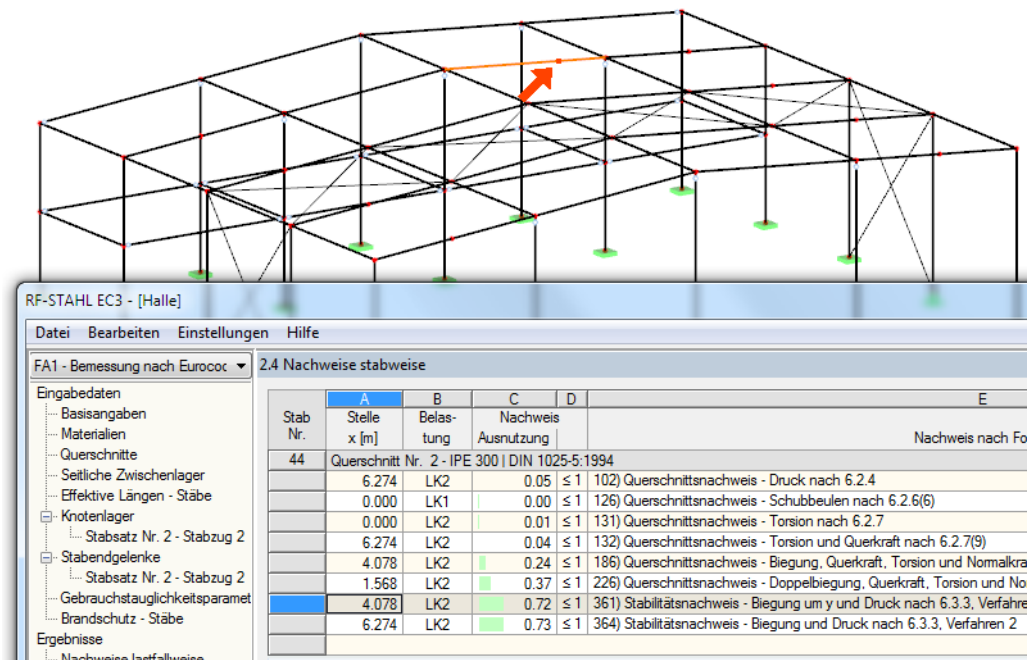 RF-STAHL EC3 - [Halle]
Datei Bearbeiten Einstellungen Hilfe
FA1 - Bemessung nach Eurococ
2.4 Nachweise stabweise
Eingabedaten
Basisangaben
Materialien
Querschnitte
Seitliche Zwischenlager
Effektive Längen - Stäbe
Knotenlager
Stabsatz Nr. 2 - Stabzug 2
Stabendgelenke
Stabsatz Nr. 2 - Stabzug 2
Gebrauchstauglichkeitsparamet
Brandschutz - Stäbe
Ergebnisse
Nachweise lastfallweise
A B C D E
Stab Stelle Belas- Nachweis
Nr. x [m] tung Ausnutzung Nachweis nach Fo
44 Querschnitt Nr. 2 - IPE 300 | DIN 1025-5:1994
6.274 LK2 0.05 ≤ 1 102) Querschnittsnachweis - Druck nach 6.2.4
0.000 LK1 0.00 ≤ 1 126) Querschnittsnachweis - Schubbeulen nach 6.2.6(6)
0.000 LK2 0.01 ≤ 1 131) Querschnittsnachweis - Torsion nach 6.2.7
6.274 LK2 0.04 ≤ 1 132) Querschnittsnachweis - Torsion und Querkraft nach 6.2.7(9)
4.078 LK2 0.24 ≤ 1 186) Querschnittsnachweis - Biegung, Querkraft, Torsion und Normalkra
1.568 LK2 0.37 ≤ 1 226) Querschnittsnachweis - Doppelbiegung, Querkraft, Torsion und No
4.078 LK2 0.72 ≤ 1 361) Stabilitätsnachweis - Biegung um y und Druck nach 6.3.3, Verfahre
6.274 LK2 0.73 ≤ 1 364) Stabilitätsnachweis - Biegung und Druck nach 6.3.3, Verfahren 2